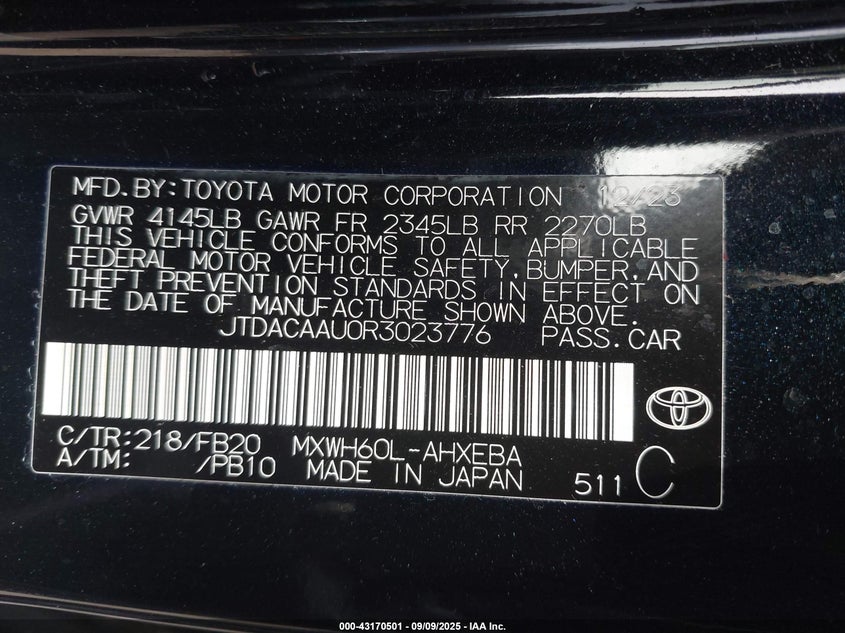 MFD.BY:TOYOTA MOTOR CORPORATION 12/23
GVWR 4145LB GAWR FR 2345LB RR 2270LB
THIS VEHICLE CONFORMS TO ALL APPLICABLE
FEDERAL MOTOR VEHICLE SAFETY,BUMPER,AND
THEFT PREVENTION STANDARDS IN EFFECT ON
THE DATE OF MANUFACTURE SHOWN ABOVE.
JTDACAAU0R3023776 PASS.CAR
C/TR:218/FB20 MXWH60L-AHXEBA
A/TM: /PB10 MADE IN JAPAN 511 C
000-43170501 - 09/09/2025 - IAA Inc.